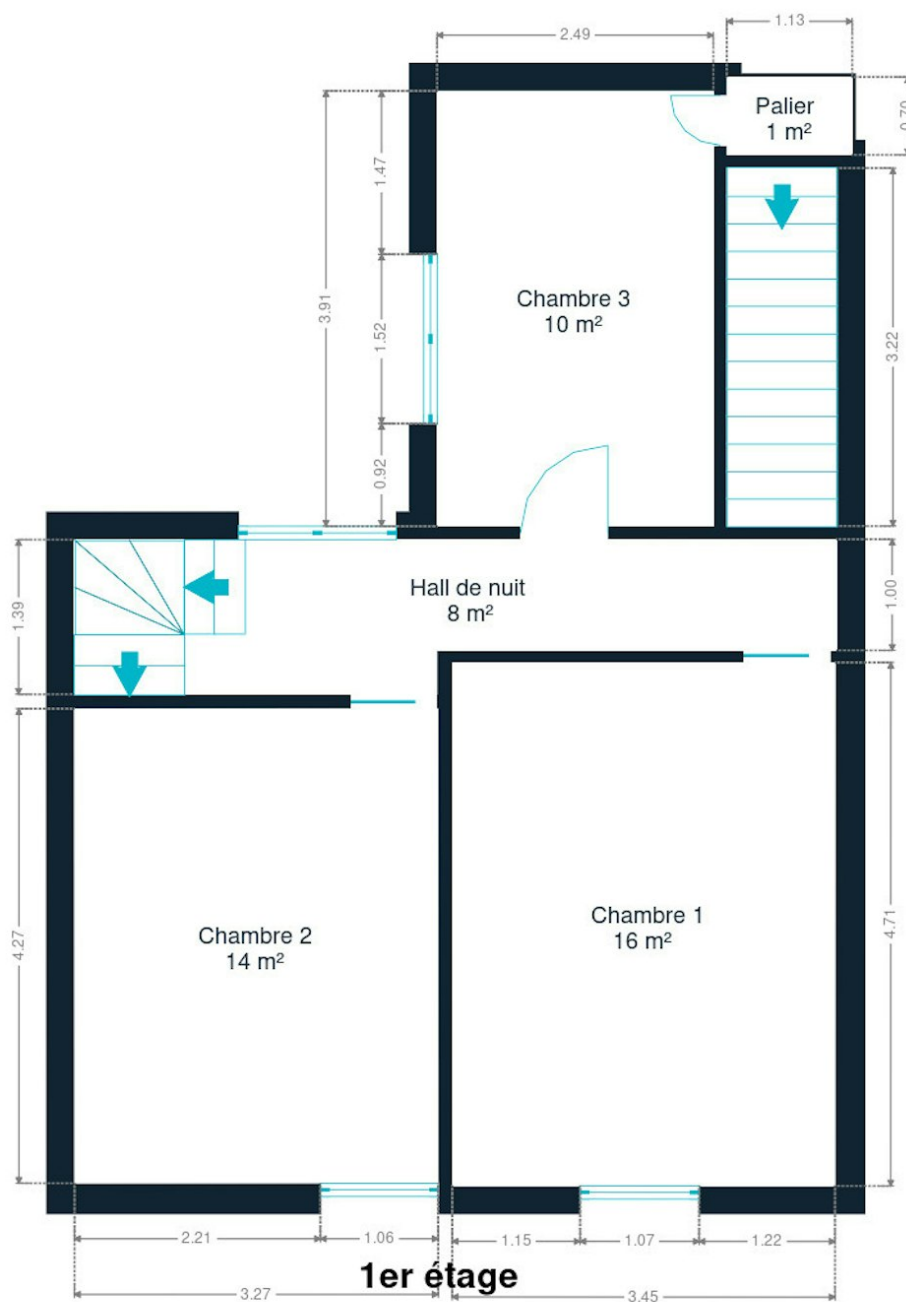 2.49
1.13
Palier
1 m²
0.70
1.47
3.91
1.52
0.92
Chambre 3
10 m²
3.22
Hall de nuit
8 m²
1.39
1.00
Chambre 2
14 m²
4.27
Chambre 1
16 m²
4.71
2.21
1.06
1.15
1.07
1.22
3.27
1er étage
3.45